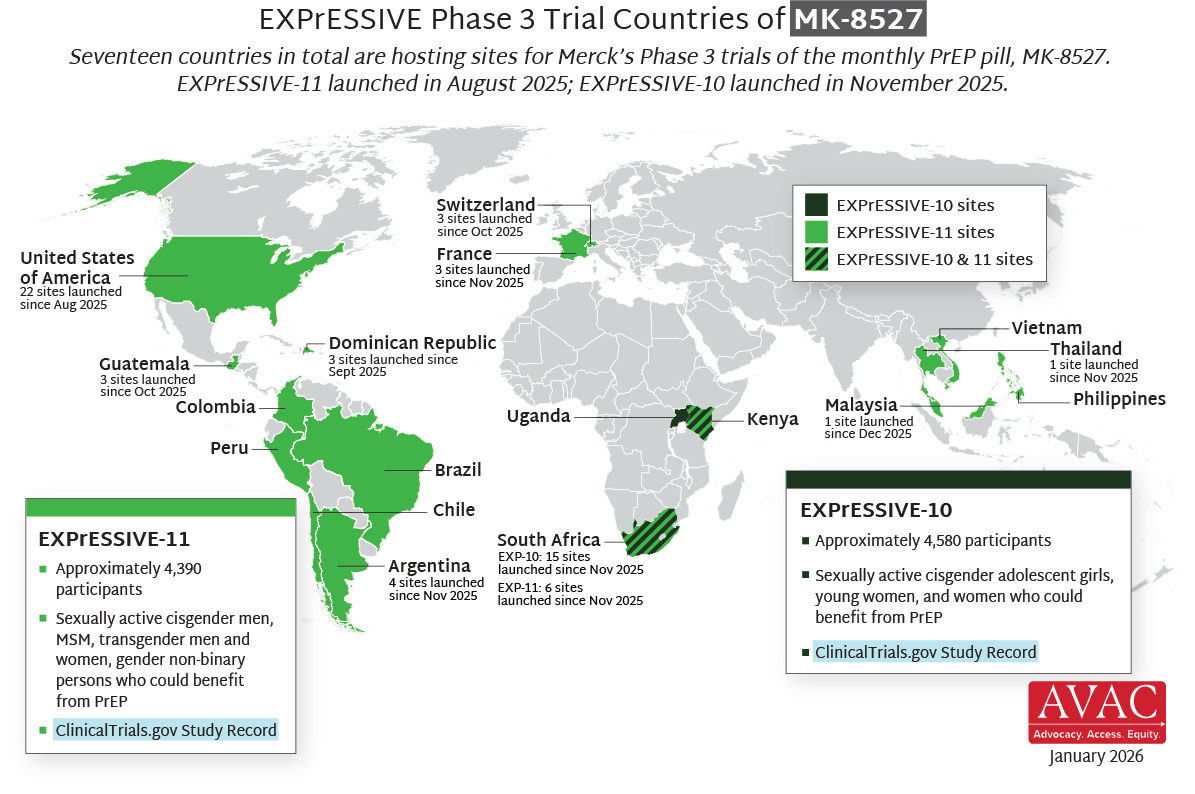 EXPrESSIVE Phase 3 Trial Countries of MK-8527
Seventeen countries in total are hosting sites for Merck's Phase 3 trials of the monthly PrEP pill, MK-8527.
EXPrESSIVE-11 launched in August 2025; EXPrESSIVE-10 launched in November 2025.
EXPrESSIVE-10 sites
EXPrESSIVE-11 sites
EXPrESSIVE-10 & 11 sites
Switzerland
3 sites launched
since Oct 2025
France
3 sites launched
since Nov 2025
United States
of America
22 sites launched
since Aug 2025
Dominican Republic
3 sites launched since
Sept 2025
Guatemala
3 sites launched
since Oct 2025
Colombia
Peru
Brazil
Chile
Argentina
4 sites launched
since Nov 2025
Uganda
Kenya
South Africa
EXP-10: 15 sites
launched since Nov 2025
EXP-11: 6 sites
launched since Nov 2025
Vietnam
Thailand
1 site launched
since Nov 2025
Philippines
Malaysia
1 site launched
since Dec 2025
EXPrESSIVE-11
Approximately 4,390
participants
Sexually active cisgender men,
MSM, transgender men and
women, gender non-binary
persons who could benefit
from PrEP
ClinicalTrials.gov Study Record
EXPrESSIVE-10
Approximately 4,580 participants
Sexually active cisgender adolescent girls,
young women, and women who could
benefit from PrEP
ClinicalTrials.gov Study Record
AVAC
Advocacy. Access. Equity.
January 2026